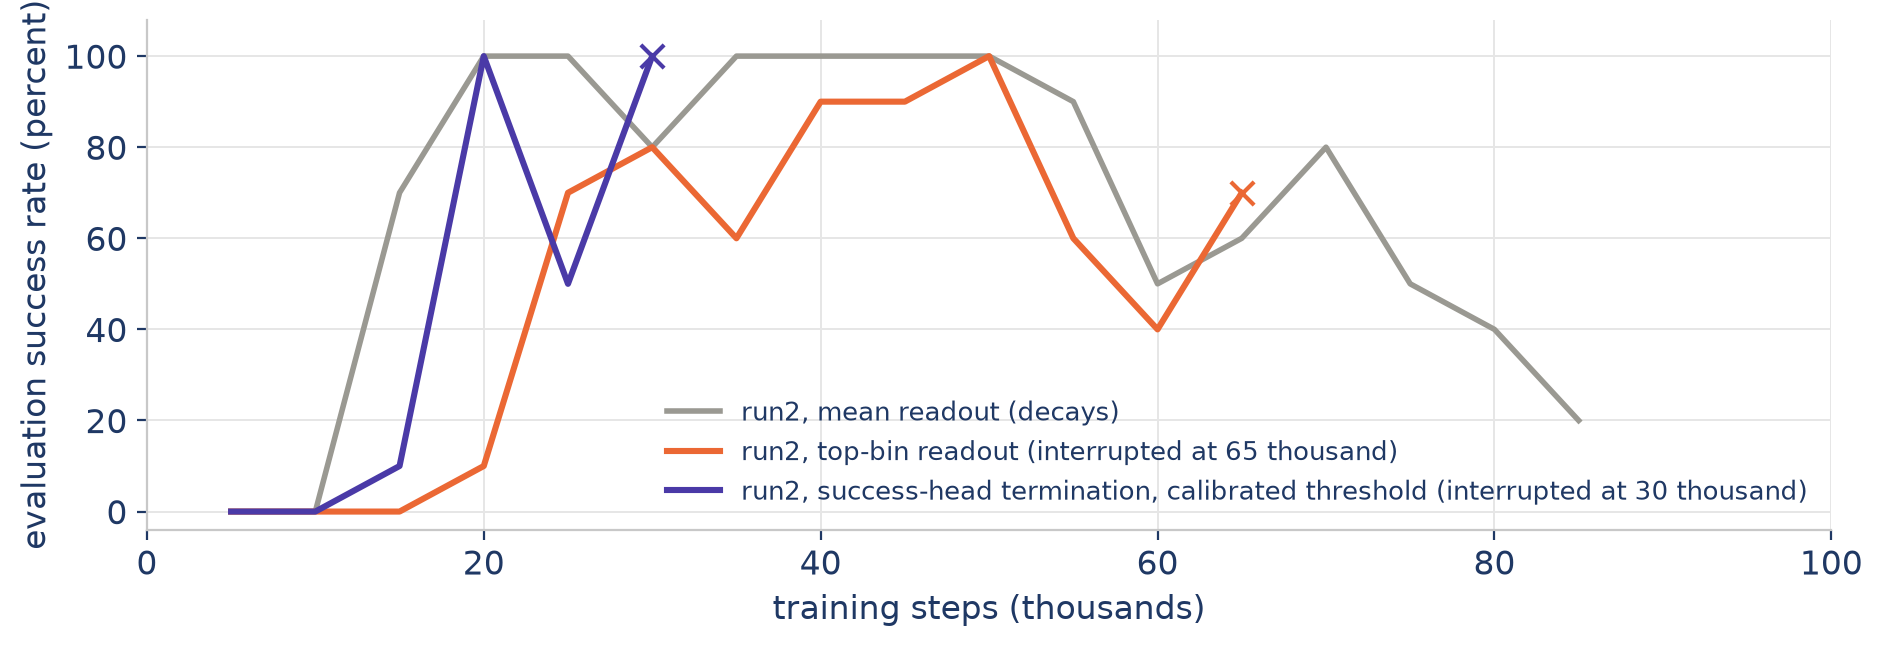 evaluation success rate (percent)
100
80
60
40
20
0
run2, mean readout (decays)
run2, top-bin readout (interrupted at 65 thousand)
run2, success-head termination, calibrated threshold (interrupted at 30 thousand)
0 20 40 60 80 100
training steps (thousands)